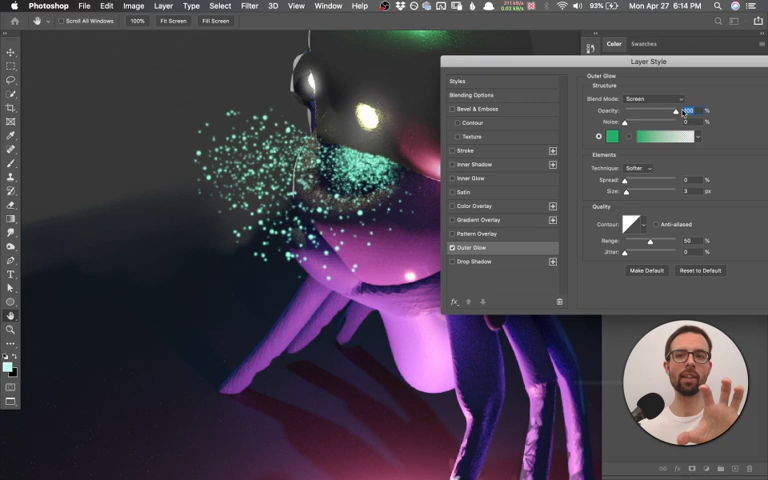 Photoshop File Edit Image Layer Type Select Filter 3D View Window Help 93% Mon Apr 27 6:14 PM
Scroll All Windows 100% Fit Screen Fill Screen
Color Swatches
Layer Style
Styles
Blending Options
Bevel & Emboss
Contour
Texture
Stroke
Inner Shadow
Inner Glow
Satin
Color Overlay
Gradient Overlay
Pattern Overlay
Outer Glow
Drop Shadow
fx
Outer Glow
Structure
Blend Mode: Screen
Opacity: 100 %
Noise: 0 %
Elements
Technique: Softer
Spread: 0 %
Size: 3 px
Quality
Contour: Anti-aliased
Range: 50 %
Jitter: 0 %
Make Default Reset to Default
fx